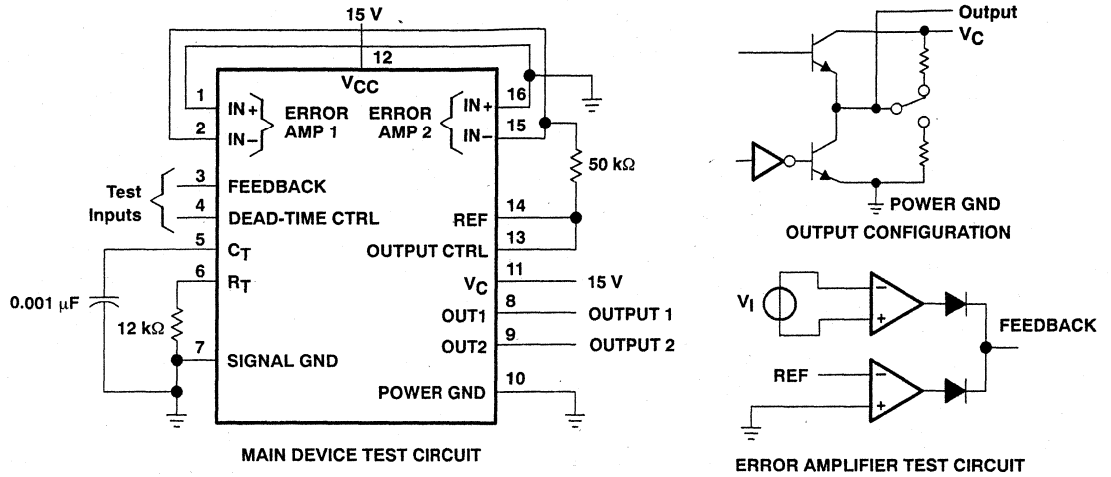 15 V
12
VCC
1
IN+
2
IN−
ERROR
AMP 1
ERROR
AMP 2
IN+
16
IN−
15
50 kΩ
Test
Inputs
3
FEEDBACK
4
DEAD-TIME CTRL
5
CT
6
RT
0.001 μF
12 kΩ
7
SIGNAL GND
REF
14
OUTPUT CTRL
13
VC
11
15 V
OUT1
8
OUTPUT 1
OUT2
9
OUTPUT 2
POWER GND
10
MAIN DEVICE TEST CIRCUIT
Output
VC
POWER GND
OUTPUT CONFIGURATION
VI
−
+
FEEDBACK
REF
−
+
ERROR AMPLIFIER TEST CIRCUIT